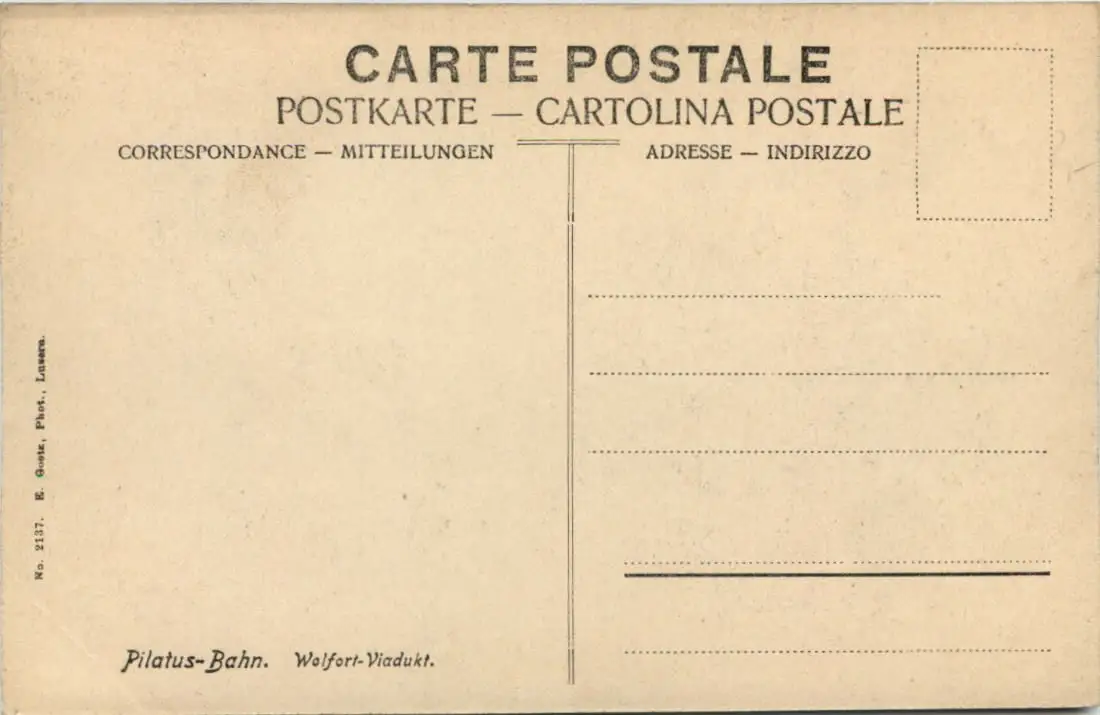 CARTE POSTALE
POSTKARTE — CARTOLINA POSTALE
CORRESPONDANCE — MITTEILUNGEN
ADRESSE — INDIRIZZO
No. 2137. E. Goetz, Phot., Luzern.
Pilatus-Bahn. Wolfort-Viadukt.